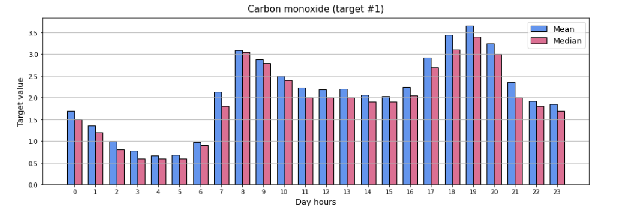 Carbon monoxide (target #1)
Mean
Median
Target value
3.5
3.0
2.5
2.0
1.5
1.0
0.5
0.0
0 1 2 3 4 5 6 7 8 9 10 11 12 13 14 15 16 17 18 19 20 21 22 23
Day hours